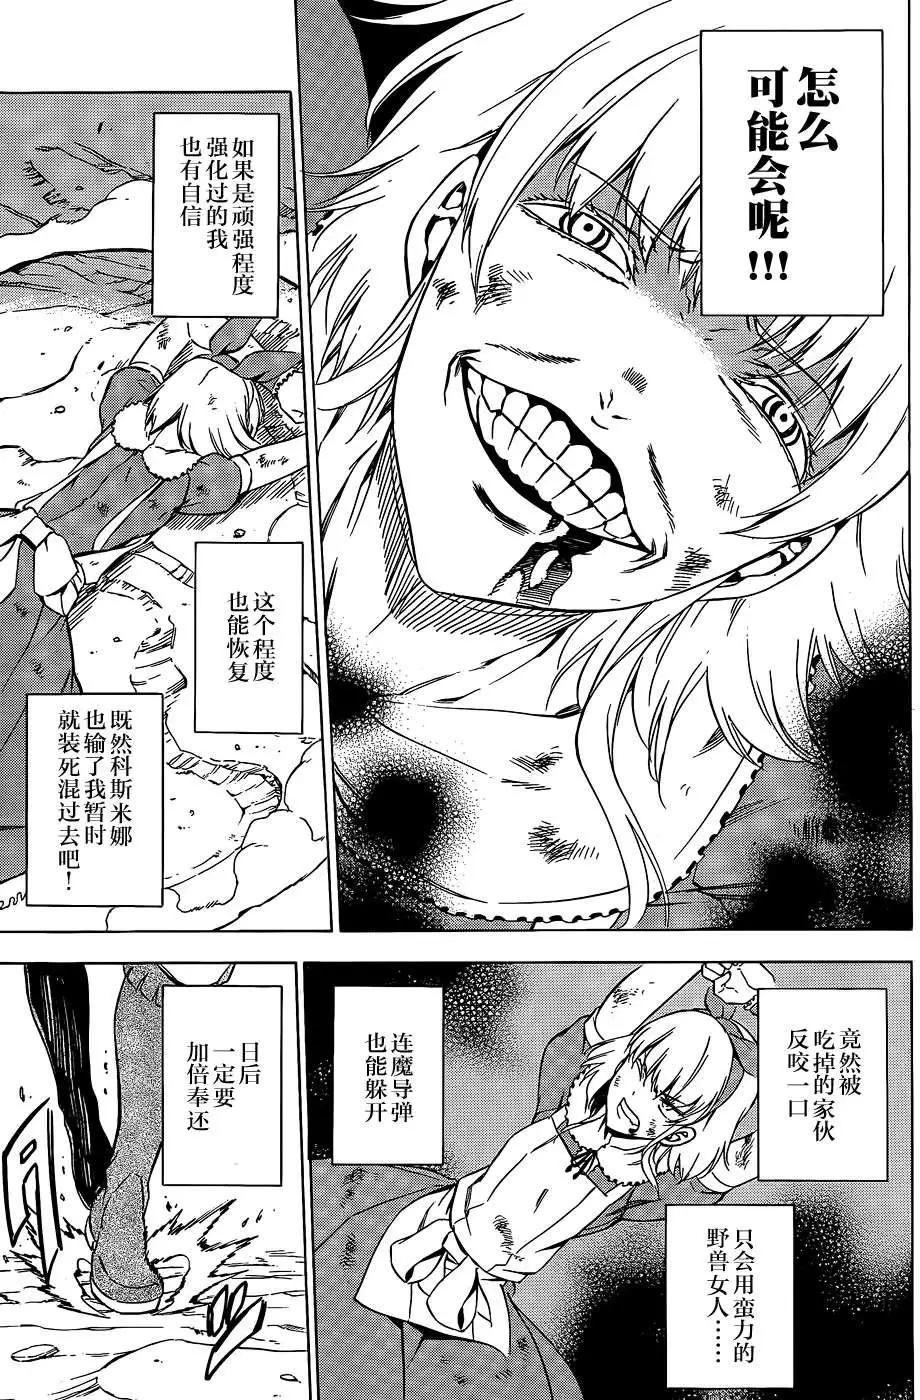 怎么
可能会呢!!!
如果是顽强程度
强化过的我
也有自信
这个程度
也能恢复
既然科斯米娜
也输了我暂时
就装死混过去吧！
竟然被
吃掉的家伙
反咬一口
只会用蛮力的
野兽女人……
连魔导弹
也能躲开
日后
一定要
加倍奉还